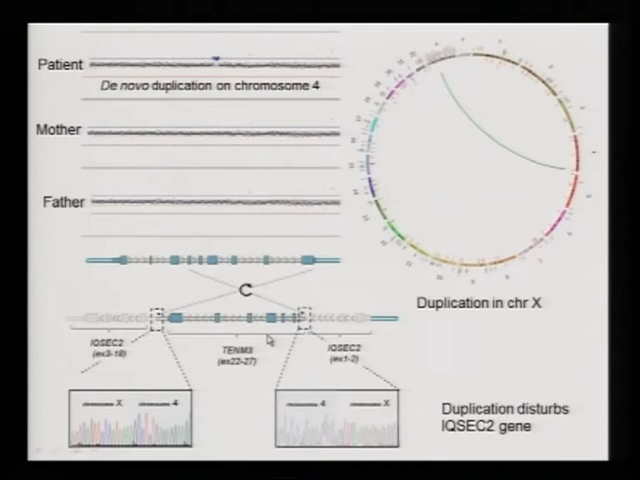 Patient
De novo duplication on chromosome 4
Mother
Father
Duplication in chr X
IQSEC2
(ex3-18)
TENM3
(ex22-27)
IQSEC2
(ex1-2)
chromosome X chromosome 4
chromosome 4 chromosome X
Duplication disturbs
IQSEC2 gene